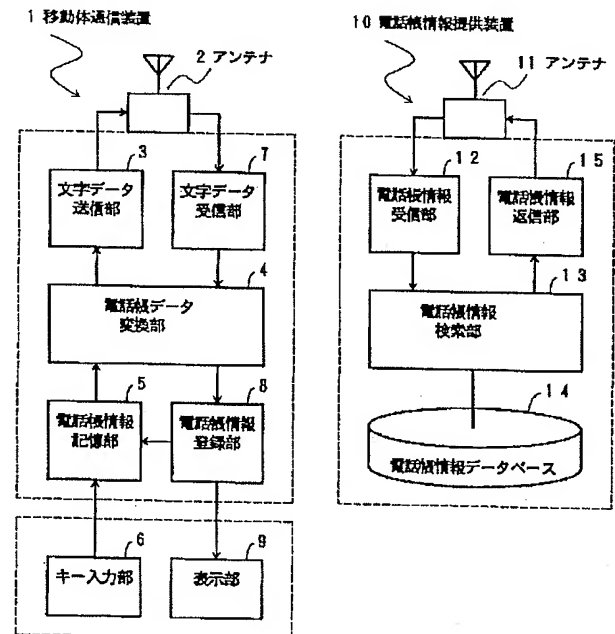 1 移動体通信装置
2 アンテナ
3
文字データ
送信部
7
文字データ
受信部
4
電話帳データ
変換部
5
電話帳情報
記憶部
8
電話帳情報
登録部
6
キー入力部
9
表示部
10 電話帳情報提供装置
11 アンテナ
12
電話帳情報
受信部
15
電話帳情報
返信部
13
電話帳情報
検索部
14
電話帳情報データベース